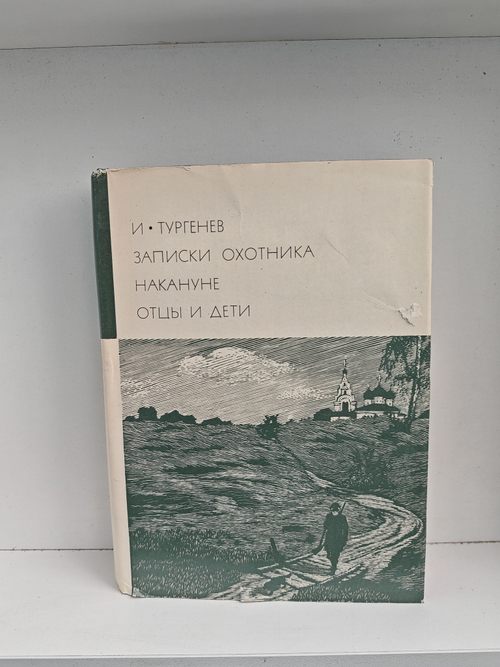 И • ТУРГЕНЕВ
ЗАПИСКИ ОХОТНИКА
НАКАНУНЕ
ОТЦЫ И ДЕТИ